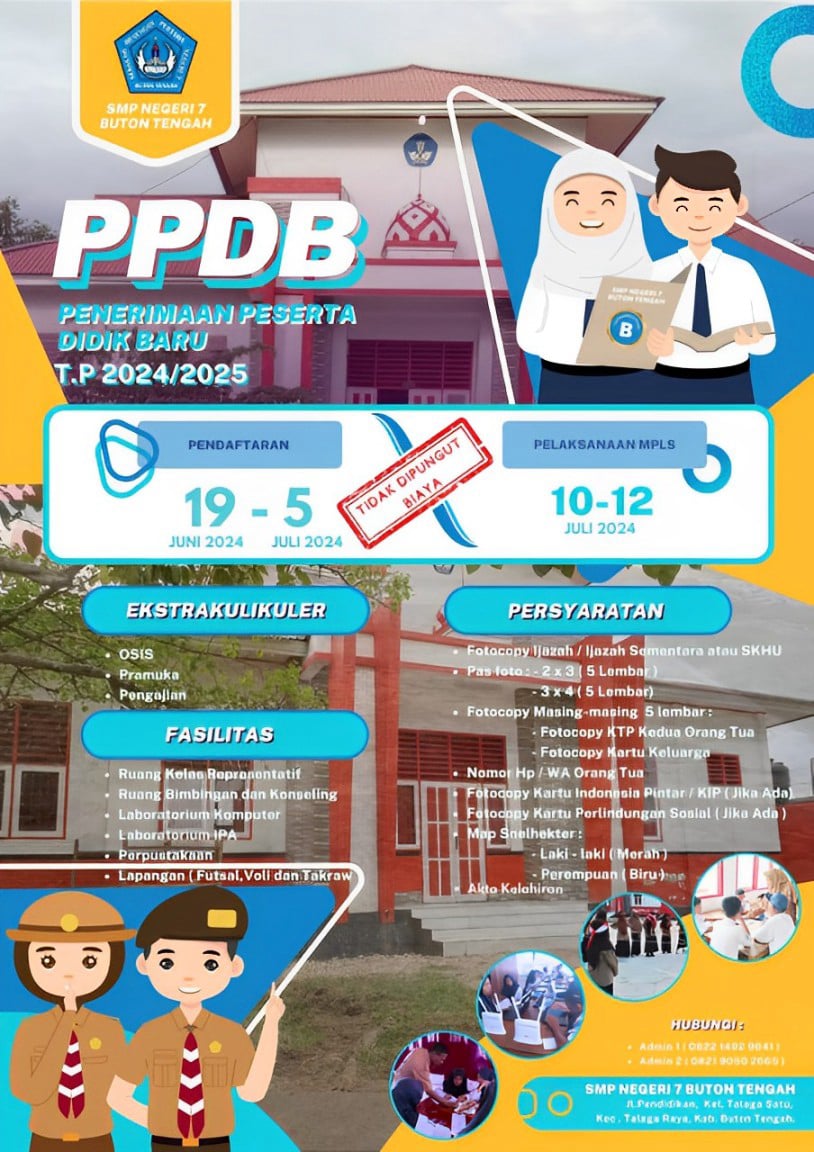 SMP NEGERI 7
BUTON TENGAH
PPDB
PENERIMAAN PESERTA
DIDIK BARU
T.P 2024/2025
SMP NEGERI 7
BUTON TENGAH
B
PENDAFTARAN
19 - 5
JUNI 2024 JULI 2024
TIDAK DIPUNGUT
BIAYA
PELAKSANAAN MPLS
10-12
JULI 2024
EKSTRAKULIKULER
• OSIS
• Pramuka
• Pengajian
FASILITAS
• Ruang Kelas Representatif
• Ruang Bimbingan dan Konseling
• Laboratorium Komputer
• Laboratorium IPA
• Perpustakaan
• Lapangan ( Futsal,Voli dan Takraw
PERSYARATAN
• Fotocopy Ijazah / Ijazah Sementara atau SKHU
• Pas foto : - 2 x 3 ( 5 Lembar )
- 3 x 4 ( 5 Lembar)
• Fotocopy Masing-masing 5 lembar :
- Fotocopy KTP Kedua Orang Tua
- Fotocopy Kartu Keluarga
• Nomor Hp / WA Orang Tua
• Fotocopy Kartu Indonesia Pintar / KIP ( Jika Ada)
• Fotocopy Kartu Perlindungan Sosial ( Jika Ada )
• Map Snelhekter :
- Laki - laki ( Merah )
- Perempuan ( Biru )
• Akta Kelahiran
HUBUNGI :
• Admin 1 ( 0822 1492 9841 )
• Admin 2 ( 0821 9050 2665 )
SMP NEGERI 7 BUTON TENGAH
Jl.Pendidikan, Kel. Talaga Satu,
Kec. Talaga Raya, Kab. Buton Tengah.